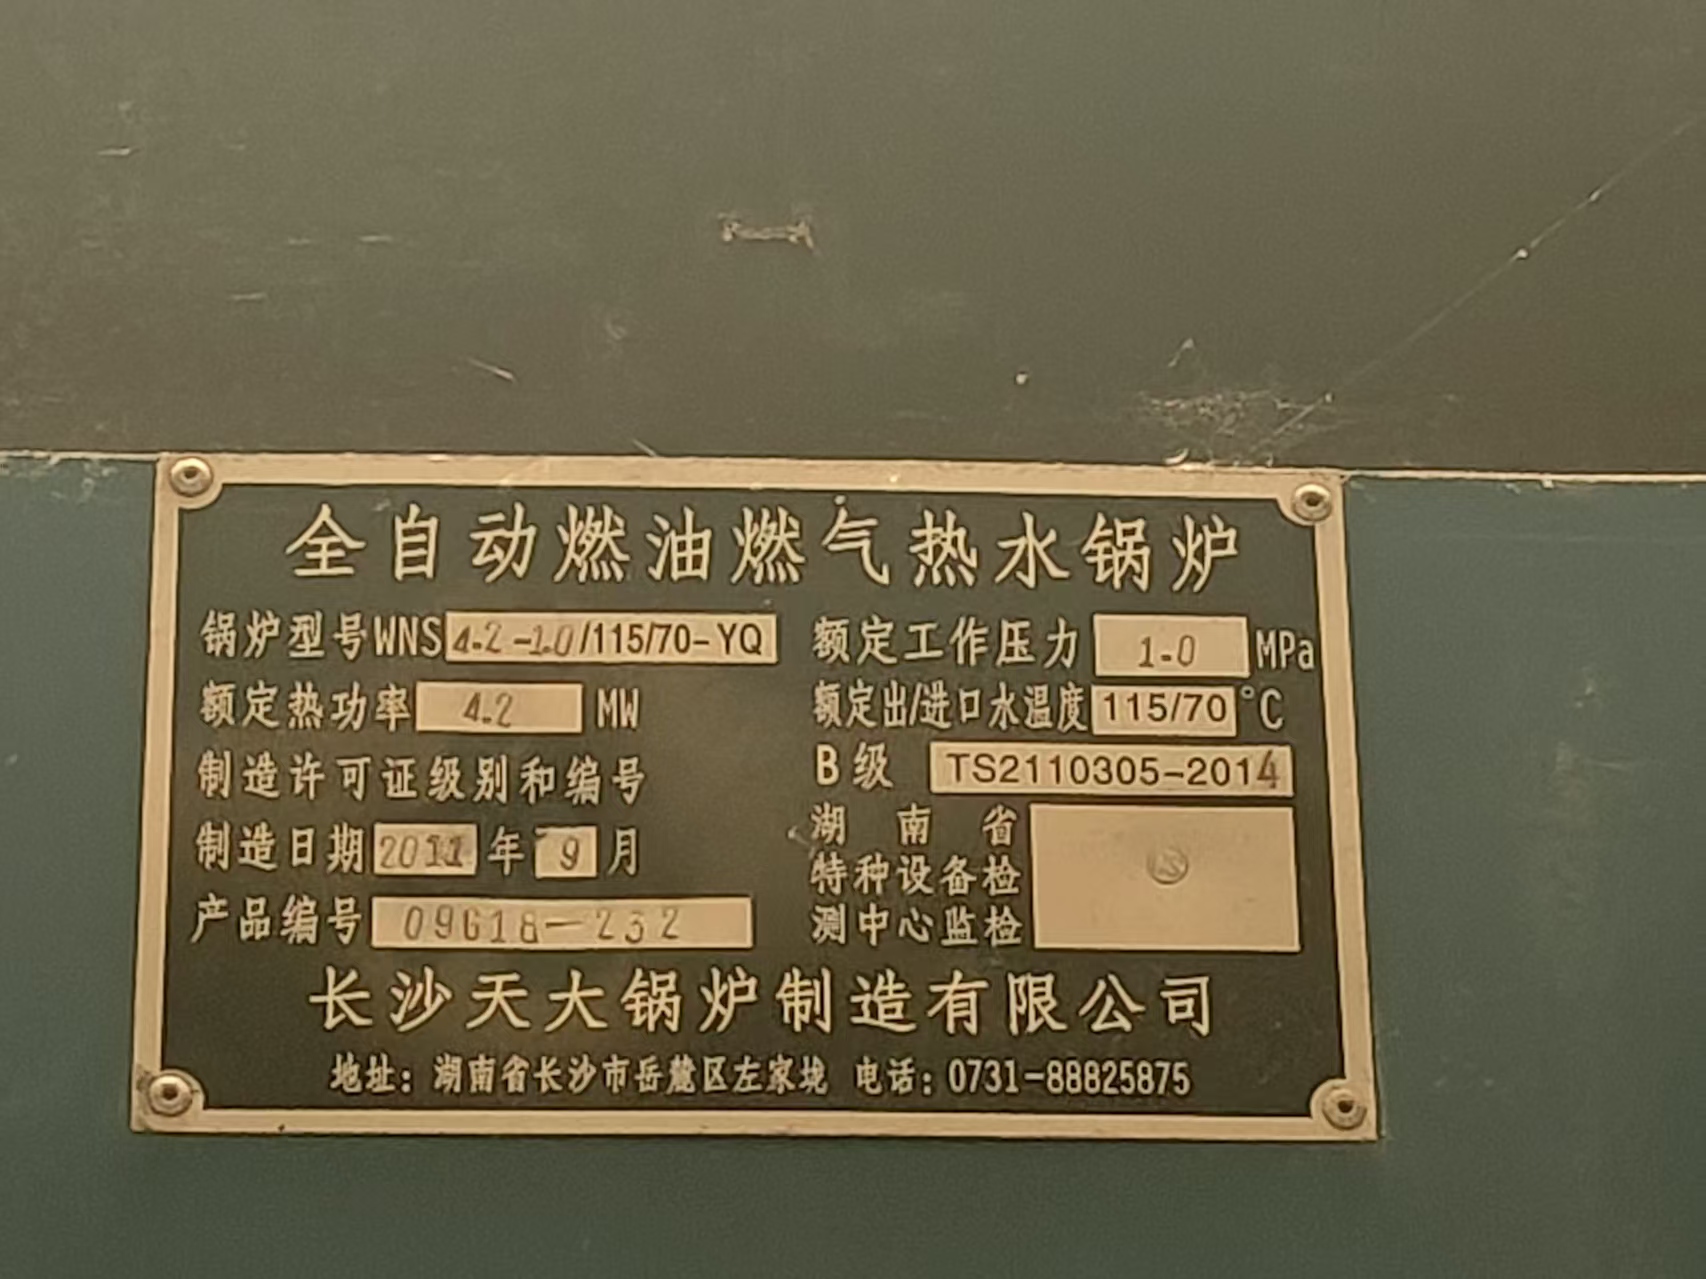 全自动燃油燃气热水锅炉
锅炉型号WNS 4.2-1.0/115/70-YQ 额定工作压力 1.0 MPa
额定热功率 4.2 MW 额定出/进口水温度 115/70 °C
制造许可证级别和编号 B级 TS2110305-2014
制造日期 2011 年 9 月 湖南省
特种设备检
产品编号 09G18-232 测中心监检
长沙天大锅炉制造有限公司
地址：湖南省长沙市岳麓区左家垅 电话：0731-88825875